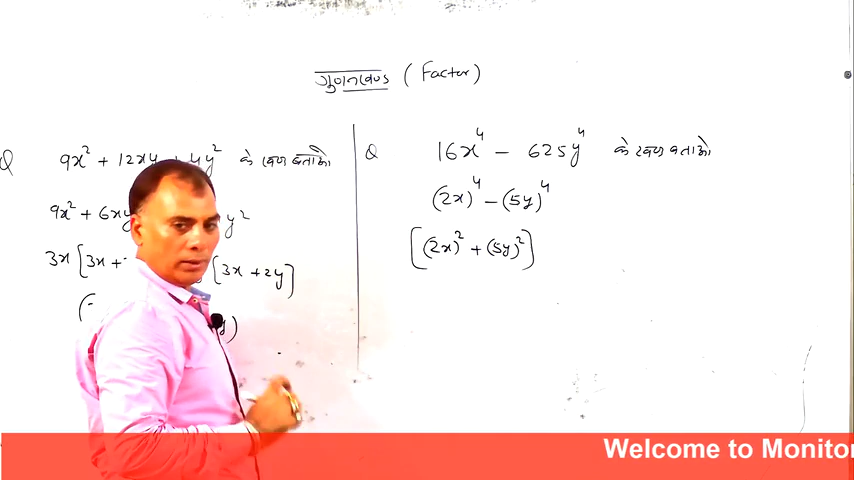 गुणनखण्ड (Factor)
Q 9x² + 12xy + 4y² के खण्ड बताओ
9x² + 6xy y²
3x [3x + [3x + 2y]
( y)
Q 16x⁴ − 625y⁴ के खण्ड बताओ
(2x)⁴ − (5y)⁴
[(2x)² + (5y)²]
Welcome to Monitor